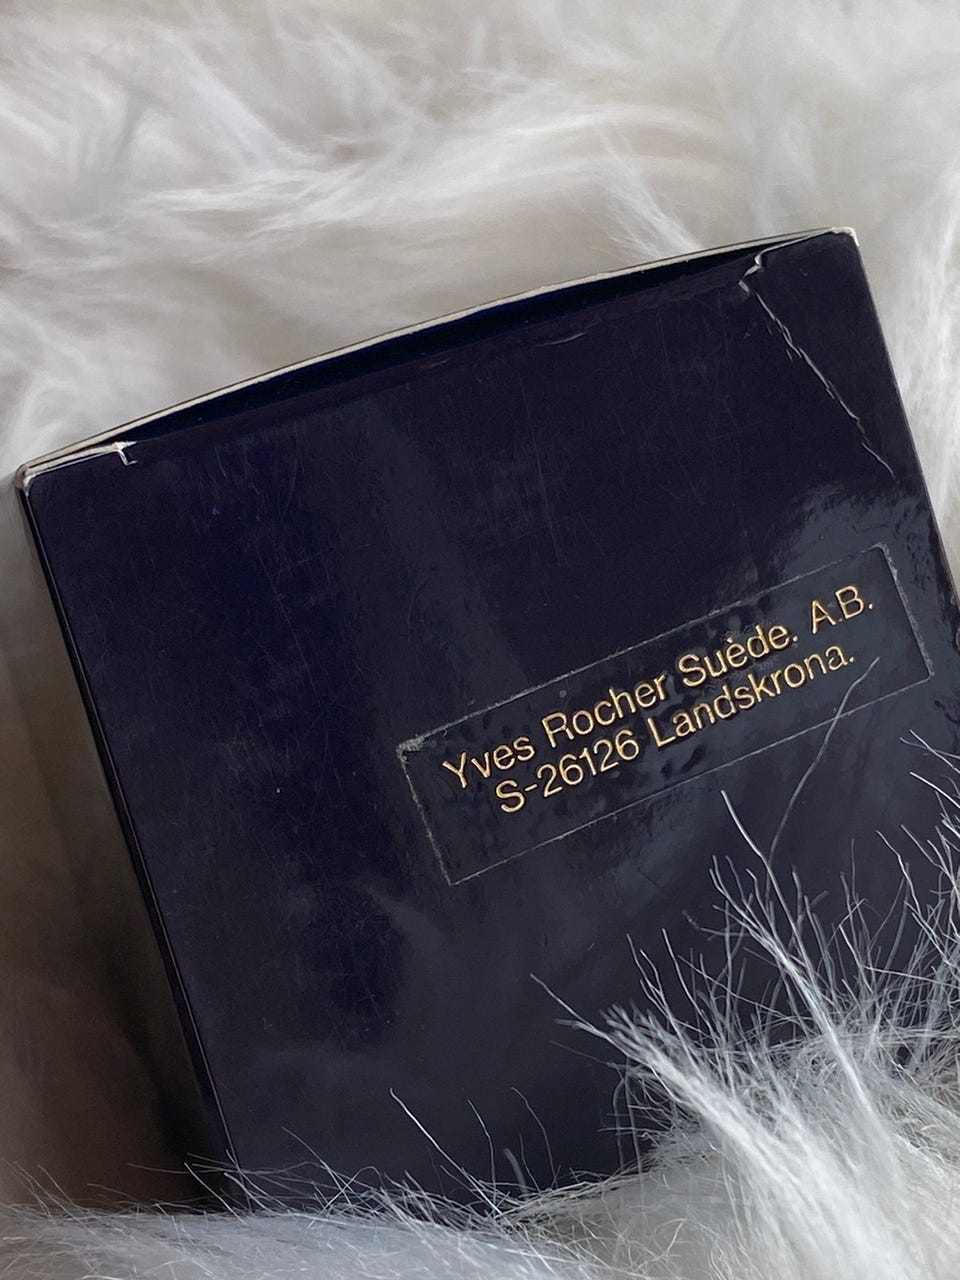 Yves Rocher Suède. A.B.
S-26126 Landskrona.